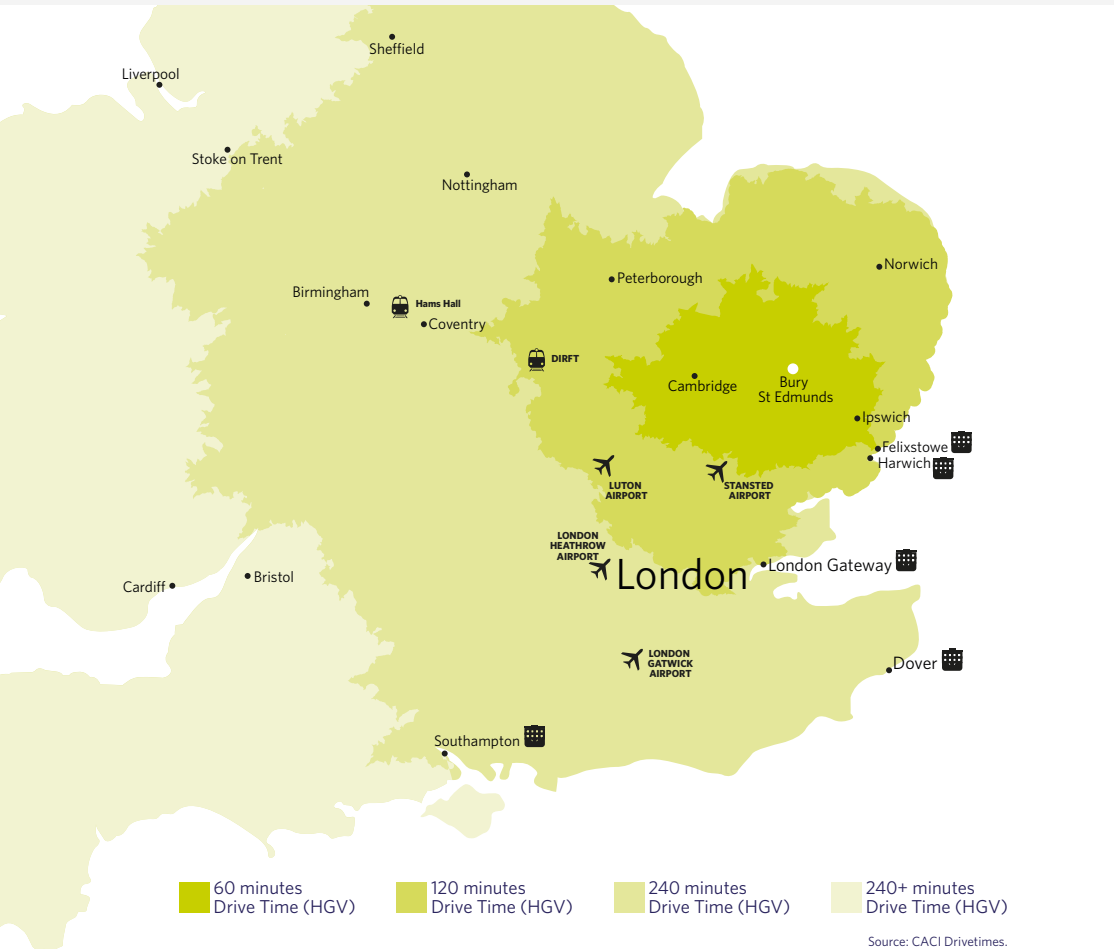 Sheffield
Liverpool
Stoke on Trent
Nottingham
Norwich
Peterborough
Birmingham
Hams Hall
Coventry
DIRFT
Cambridge
Bury
St Edmunds
Ipswich
Felixstowe
Harwich
LUTON
AIRPORT
STANSTED
AIRPORT
LONDON
HEATHROW
AIRPORT
London
London Gateway
Bristol
Cardiff
LONDON
GATWICK
AIRPORT
Dover
Southampton
60 minutes
Drive Time (HGV)
120 minutes
Drive Time (HGV)
240 minutes
Drive Time (HGV)
240+ minutes
Drive Time (HGV)
Source: CACI Drivetimes.